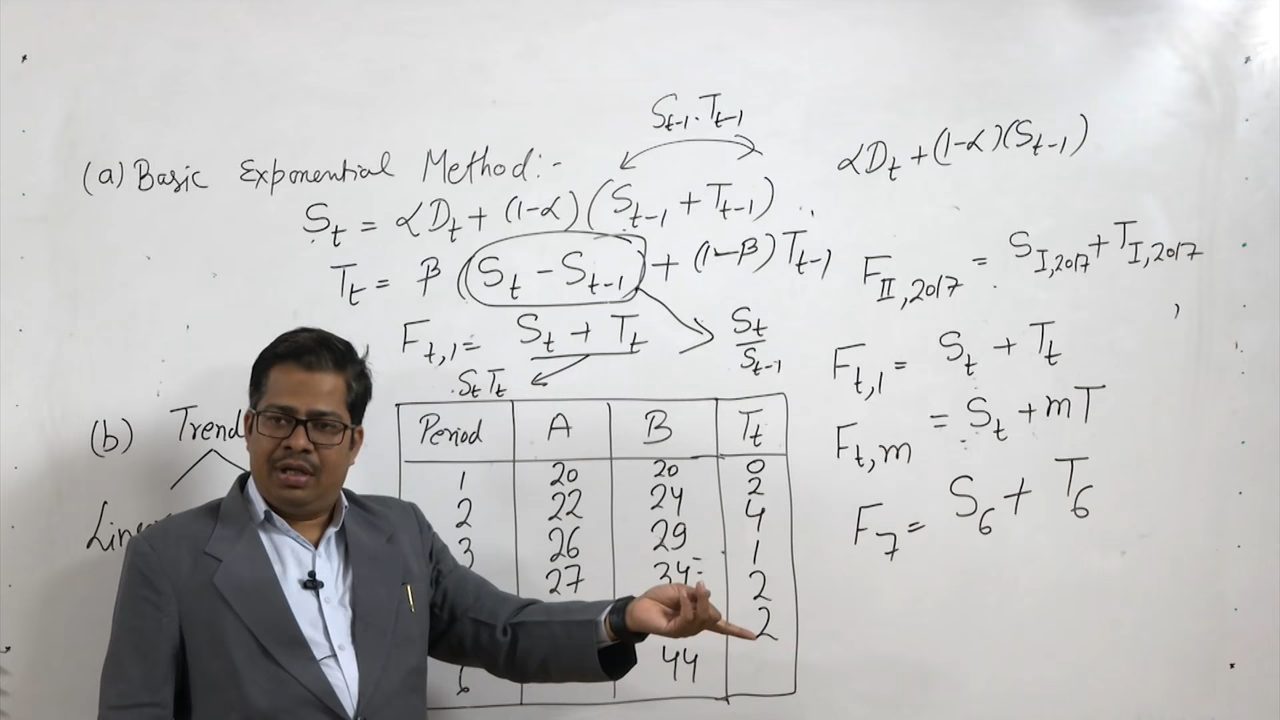 S_{t-1} · T_{t-1}
(a) Basic Exponential Method:-
αD_t + (1-α)(S_{t-1})
S_t = αD_t + (1-α)(S_{t-1} + T_{t-1})
T_t = β(S_t - S_{t-1}) + (1-β)T_{t-1}
F_{II,2017} = S_{I,2017} + T_{I,2017}
F_{t,1} = S_t + T_t
S_t / S_{t-1}
S_t T_t
F_{t,1} = S_t + T_t
F_{t,m} = S_t + mT
F_7 = S_6 + T_6
(b) Trend
Period A B T_t
1 20 20 0
2 22 24 2
3 26 29 4
27 34 1
2
2
6 44